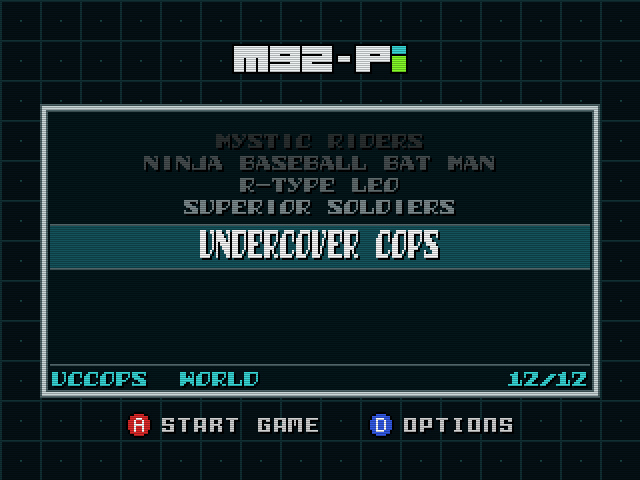 m92-Pi
MYSTIC RIDERS
NINJA BASEBALL BAT MAN
R-TYPE LEO
SUPERIOR SOLDIERS
UNDERCOVER COPS
UCCOPS WORLD 12/12
A START GAME D OPTIONS